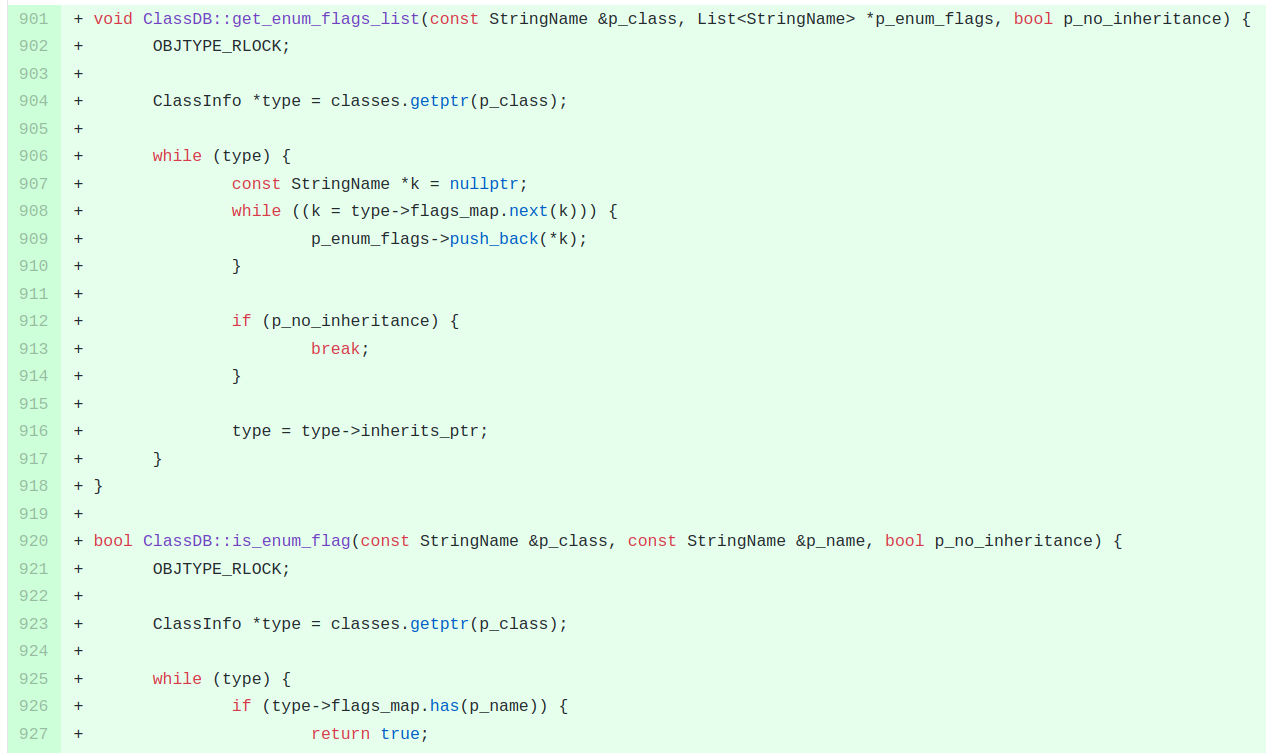 901 + void ClassDB::get_enum_flags_list(const StringName &p_class, List<StringName> *p_enum_flags, bool p_no_inheritance) {
902 + OBJTYPE_RLOCK;
903 +
904 + ClassInfo *type = classes.getptr(p_class);
905 +
906 + while (type) {
907 + const StringName *k = nullptr;
908 + while ((k = type->flags_map.next(k))) {
909 + p_enum_flags->push_back(*k);
910 + }
911 +
912 + if (p_no_inheritance) {
913 + break;
914 + }
915 +
916 + type = type->inherits_ptr;
917 + }
918 + }
919 +
920 + bool ClassDB::is_enum_flag(const StringName &p_class, const StringName &p_name, bool p_no_inheritance) {
921 + OBJTYPE_RLOCK;
922 +
923 + ClassInfo *type = classes.getptr(p_class);
924 +
925 + while (type) {
926 + if (type->flags_map.has(p_name)) {
927 + return true;